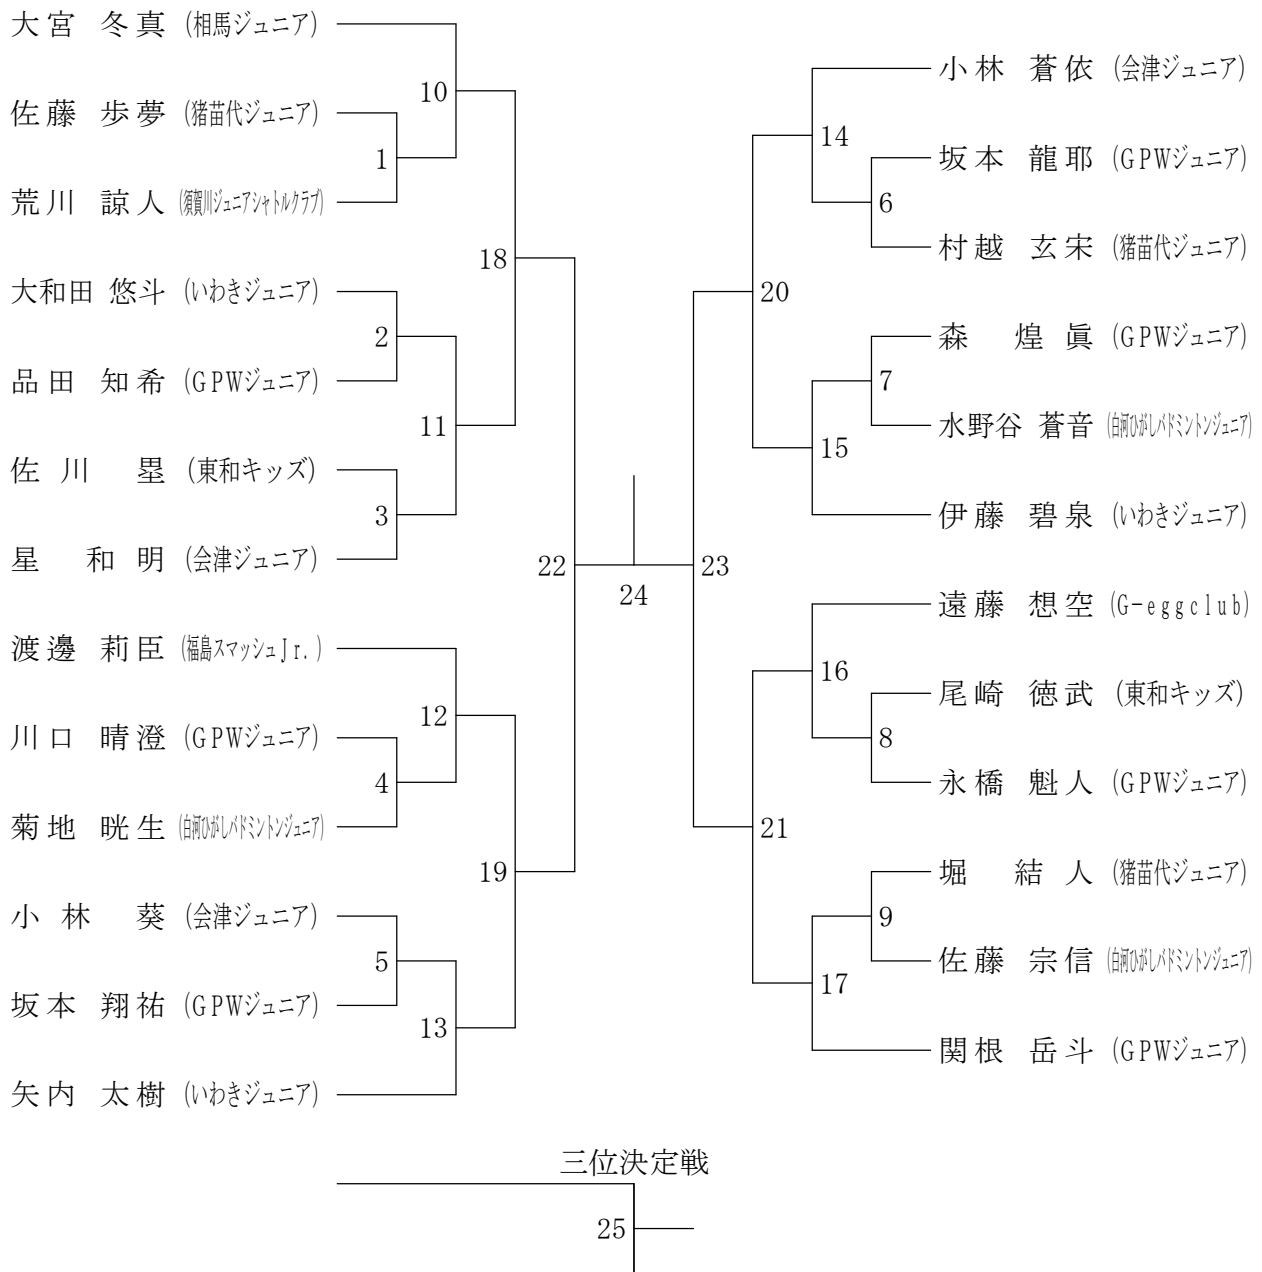 大宮 冬真 (相馬ジュニア)
10
佐藤 歩夢 (猪苗代ジュニア)
1
荒川 諒人 (須賀川ジュニアシャトルクラブ)
18
大和田 悠斗 (いわきジュニア)
2
品田 知希 (GPWジュニア)
11
佐川 塁 (東和キッズ)
3
星 和明 (会津ジュニア)
22
渡邊 莉臣 (福島スマッシュJr.)
12
川口 晴澄 (GPWジュニア)
4
菊地 晄生 (白河ひがしバドミントンジュニア)
19
小林 葵 (会津ジュニア)
5
坂本 翔祐 (GPWジュニア)
13
矢内 太樹 (いわきジュニア)
24
小林 蒼依 (会津ジュニア)
14
坂本 龍耶 (GPWジュニア)
6
村越 玄宋 (猪苗代ジュニア)
20
森 煌眞 (GPWジュニア)
7
水野谷 蒼音 (白河ひがしバドミントンジュニア)
15
伊藤 碧泉 (いわきジュニア)
23
遠藤 想空 (G-eggclub)
16
尾崎 徳武 (東和キッズ)
8
永橋 魁人 (GPWジュニア)
21
堀 結人 (猪苗代ジュニア)
9
佐藤 宗信 (白河ひがしバドミントンジュニア)
17
関根 岳斗 (GPWジュニア)
三位決定戦
25